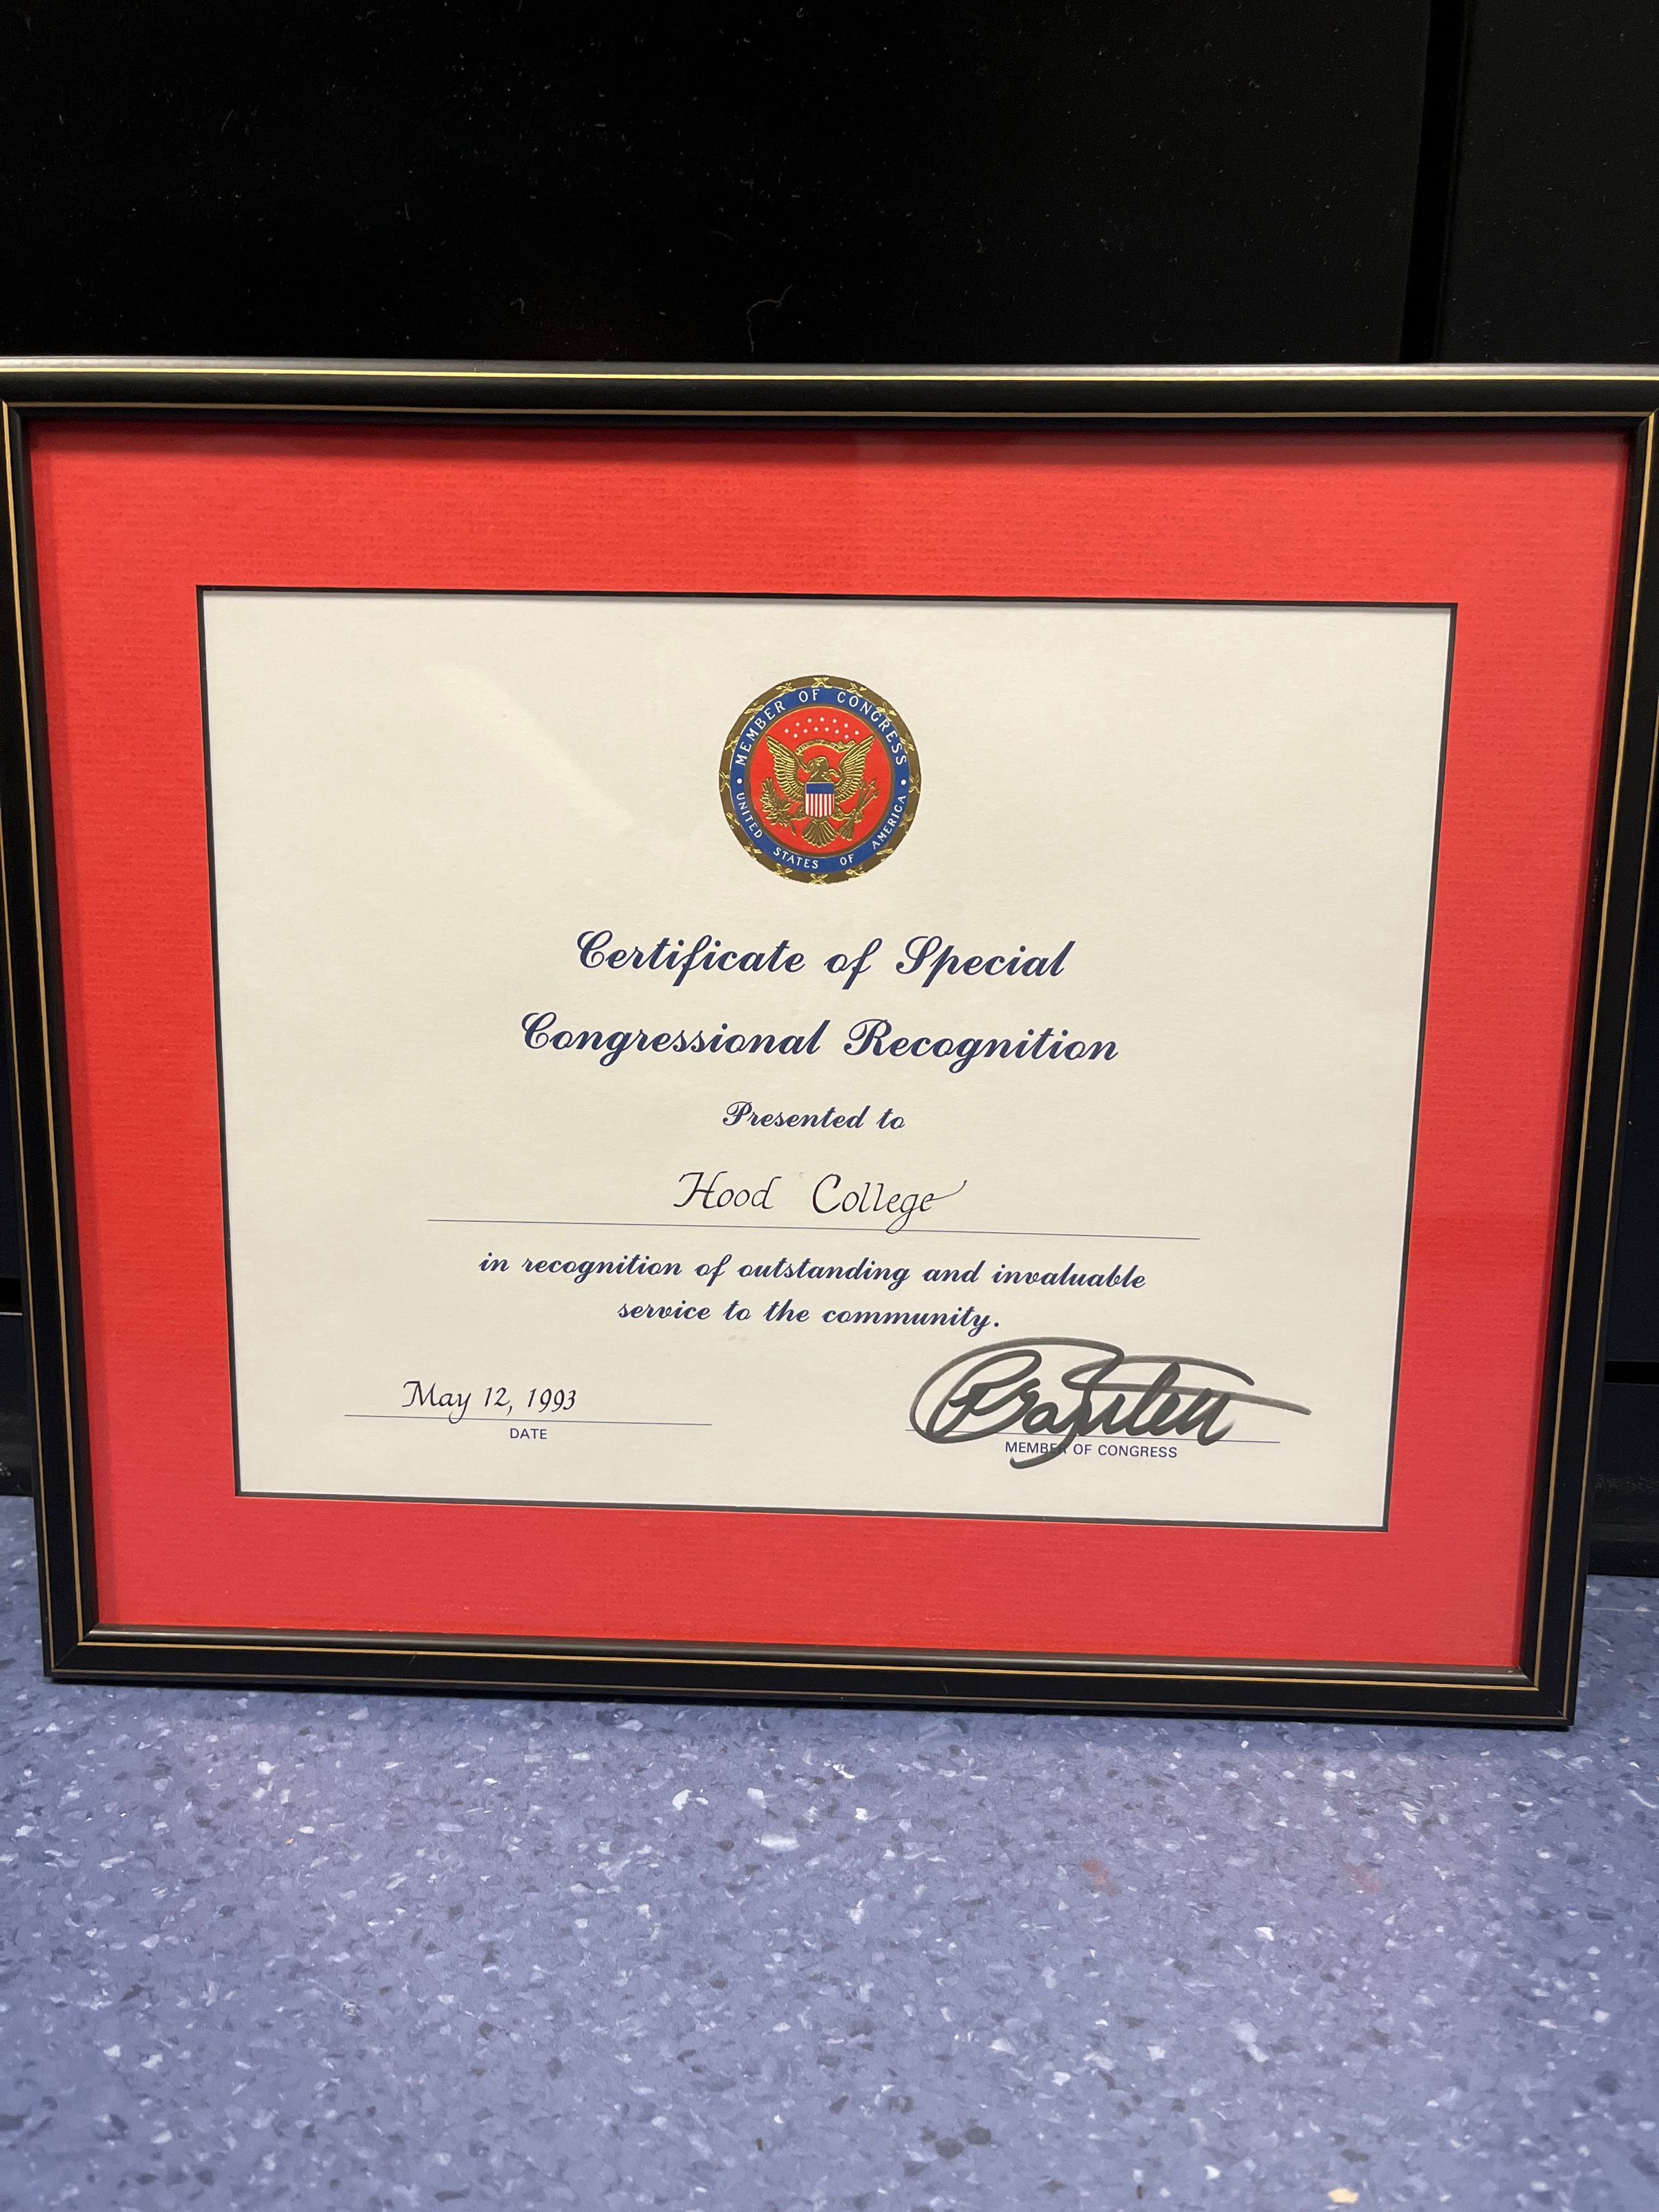 MEMBER OF CONGRESS
UNITED STATES OF AMERICA
Certificate of Special
Congressional Recognition
Presented to
Hood College
in recognition of outstanding and invaluable
service to the community.
May 12, 1993
DATE
MEMBER OF CONGRESS